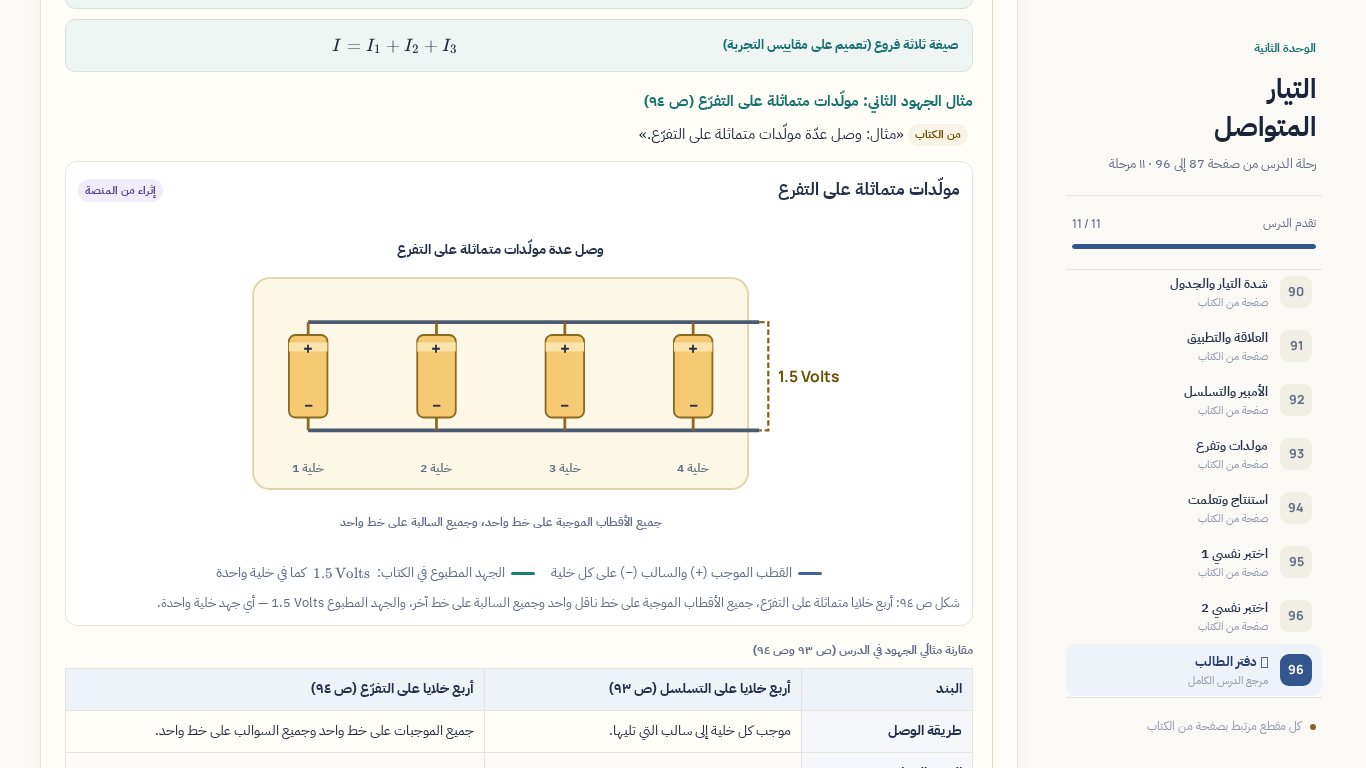 الوحدة الثانية
التيار
المتواصل
رحلة الدرس من صفحة 87 إلى 96 · ١١ مرحلة
تقدم الدرس
11 / 11
90
شدة التيار والجدول
صفحة من الكتاب
91
العلاقة والتطبيق
صفحة من الكتاب
92
الأمبير والتسلسل
صفحة من الكتاب
93
مولدات وتفرع
صفحة من الكتاب
94
استنتاج وتعلمت
صفحة من الكتاب
95
اختبر نفسي 1
صفحة من الكتاب
96
اختبر نفسي 2
صفحة من الكتاب
96
دفتر الطالب
مرجع الدرس الكامل
كل مقطع مرتبط بصفحة من الكتاب
صيغة ثلاثة فروع (تعميم على مقاييس التجربة)
I = I₁ + I₂ + I₃
مثال الجهود الثاني: مولّدات متماثلة على التفرّع (ص ٩٤)
من الكتاب «مثال: وصل عدّة مولّدات متماثلة على التفرّع.»
مولّدات متماثلة على التفرع
إثراء من المنصة
وصل عدة مولّدات متماثلة على التفرع
+ + + +
1.5 Volts
− − − −
خلية 1 خلية 2 خلية 3 خلية 4
جميع الأقطاب الموجبة على خط واحد، وجميع السالبة على خط واحد
القطب الموجب (+) والسالب (−) على كل خلية
الجهد المطبوع في الكتاب: 1.5 Volts كما في خلية واحدة
شكل ص ٩٤: أربع خلايا متماثلة على التفرّع، جميع الأقطاب الموجبة على خط ناقل واحد وجميع السالبة على خط آخر، والجهد المطبوع 1.5 Volts — أي جهد خلية واحدة.
مقارنة مثالَي الجهود في الدرس (ص ٩٣ وص ٩٤)
البند أربع خلايا على التسلسل (ص ٩٣) أربع خلايا على التفرّع (ص ٩٤)
طريقة الوصل موجب كل خلية إلى سالب التي تليها. جميع الموجبات على خط واحد وجميع السوالب على خط واحد.